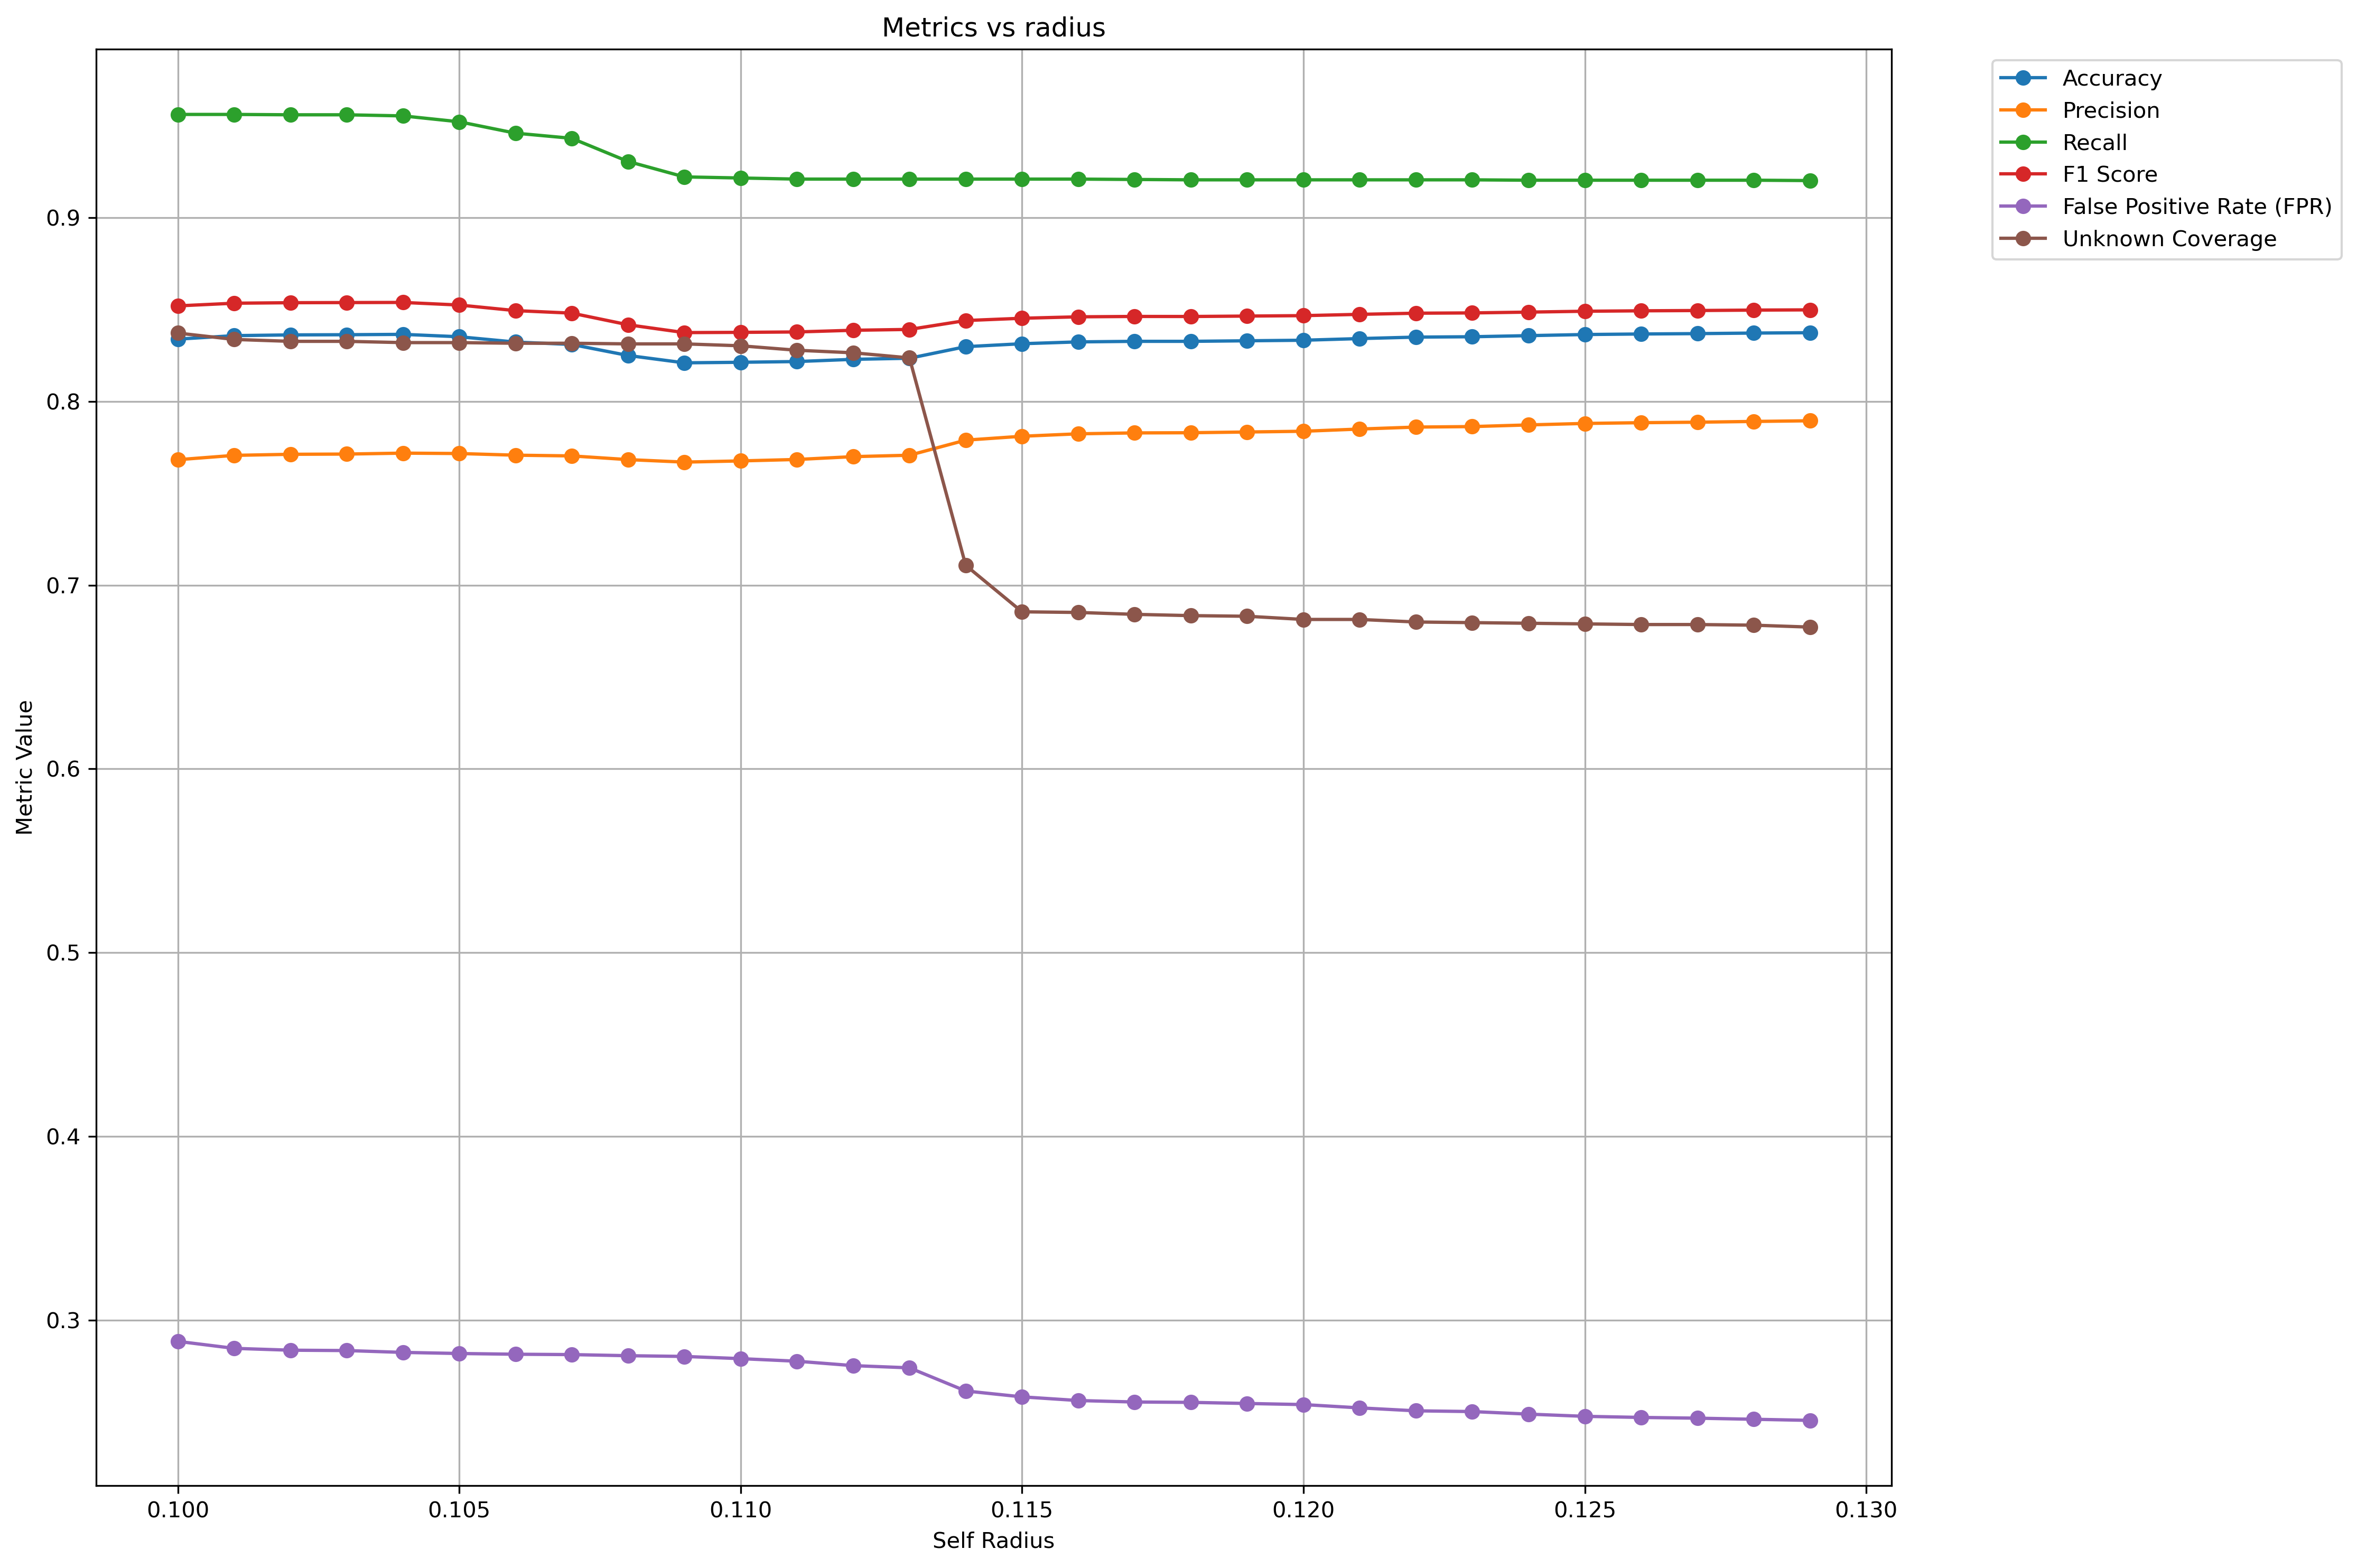 Metrics vs radius
Accuracy
Precision
Recall
F1 Score
False Positive Rate (FPR)
Unknown Coverage
Metric Value
0.9
0.8
0.7
0.6
0.5
0.4
0.3
0.100 0.105 0.110 0.115 0.120 0.125 0.130
Self Radius